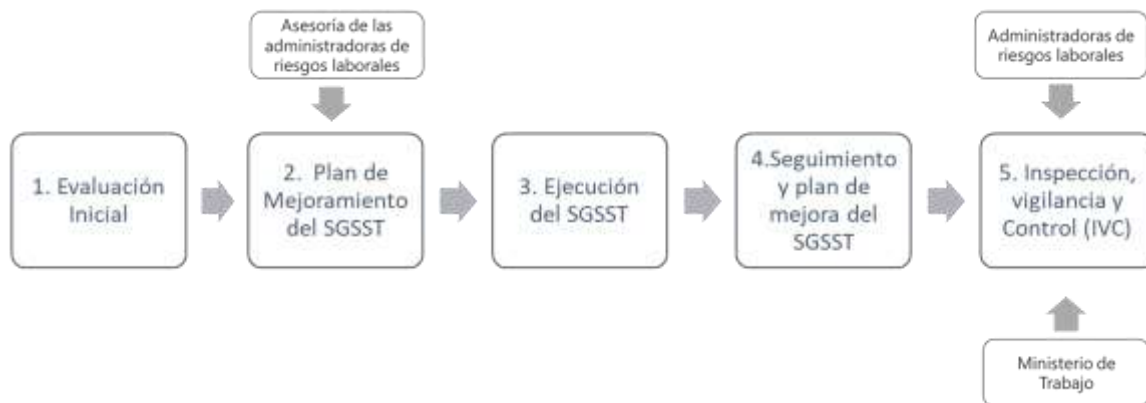 Asesoría de las
administradoras de
riesgos laborales
Administradoras de
riesgos laborales
1. Evaluación
Inicial
2. Plan de
Mejoramiento
del SGSST
3. Ejecución
del SGSST
4.Seguimiento
y plan de
mejora del
SGSST
5. Inspección,
vigilancia y
Control (IVC)
Ministerio de
Trabajo